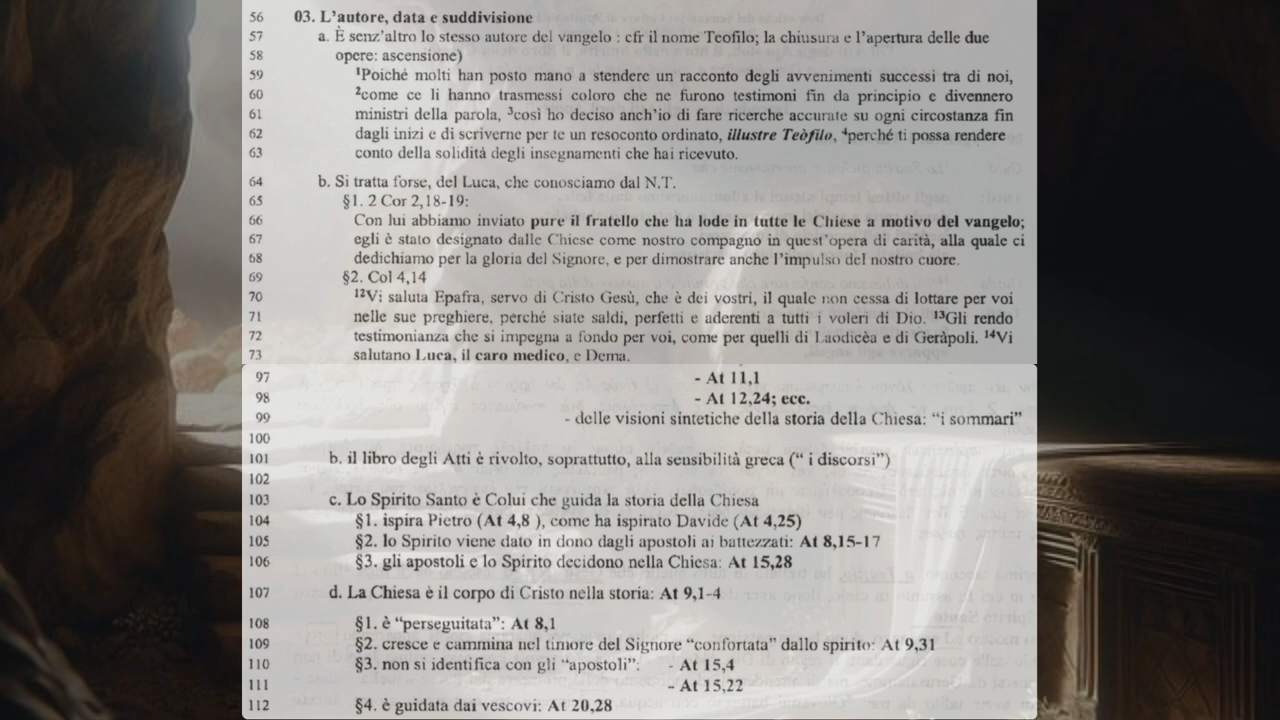 56 03. L'autore, data e suddivisione
57 a. È senz'altro lo stesso autore del vangelo : cfr il nome Teofilo; la chiusura e l'apertura delle due
58 opere: ascensione)
59 ¹Poiché molti han posto mano a stendere un racconto degli avvenimenti successi tra di noi,
60 ²come ce li hanno trasmessi coloro che ne furono testimoni fin da principio e divennero
61 ministri della parola, ³così ho deciso anch'io di fare ricerche accurate su ogni circostanza fin
62 dagli inizi e di scriverne per te un resoconto ordinato, illustre Teòfilo, ⁴perché ti possa rendere
63 conto della solidità degli insegnamenti che hai ricevuto.
64 b. Si tratta forse, del Luca, che conosciamo dal N.T.
65 §1. 2 Cor 2,18-19:
66 Con lui abbiamo inviato pure il fratello che ha lode in tutte le Chiese a motivo del vangelo;
67 egli è stato designato dalle Chiese come nostro compagno in quest'opera di carità, alla quale ci
68 dedichiamo per la gloria del Signore, e per dimostrare anche l'impulso del nostro cuore.
69 §2. Col 4,14
70 ¹²Vi saluta Epafra, servo di Cristo Gesù, che è dei vostri, il quale non cessa di lottare per voi
71 nelle sue preghiere, perché siate saldi, perfetti e aderenti a tutti i voleri di Dio. ¹³Gli rendo
72 testimonianza che si impegna a fondo per voi, come per quelli di Laodicèa e di Geràpoli. ¹⁴Vi
73 salutano Luca, il caro medico, e Dema.
97 - At 11,1
98 - At 12,24; ecc.
99 - delle visioni sintetiche della storia della Chiesa: “i sommari”
100
101 b. il libro degli Atti è rivolto, soprattutto, alla sensibilità greca (“ i discorsi”)
102
103 c. Lo Spirito Santo è Colui che guida la storia della Chiesa
104 §1. ispira Pietro (At 4,8 ), come ha ispirato Davide (At 4,25)
105 §2. lo Spirito viene dato in dono dagli apostoli ai battezzati: At 8,15-17
106 §3. gli apostoli e lo Spirito decidono nella Chiesa: At 15,28
107 d. La Chiesa è il corpo di Cristo nella storia: At 9,1-4
108 §1. è “perseguitata”: At 8,1
109 §2. cresce e cammina nel timore del Signore “confortata” dallo spirito: At 9,31
110 §3. non si identifica con gli “apostoli”: - At 15,4
111 - At 15,22
112 §4. è guidata dai vescovi: At 20,28